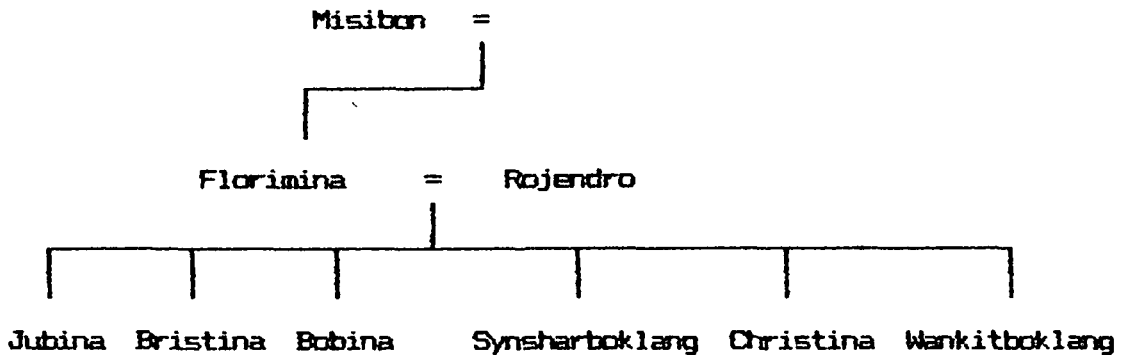 Misibon =
Florimina = Rojendro
Jubina Bristina Bobina Synsharboklang Christina Wankitboklang